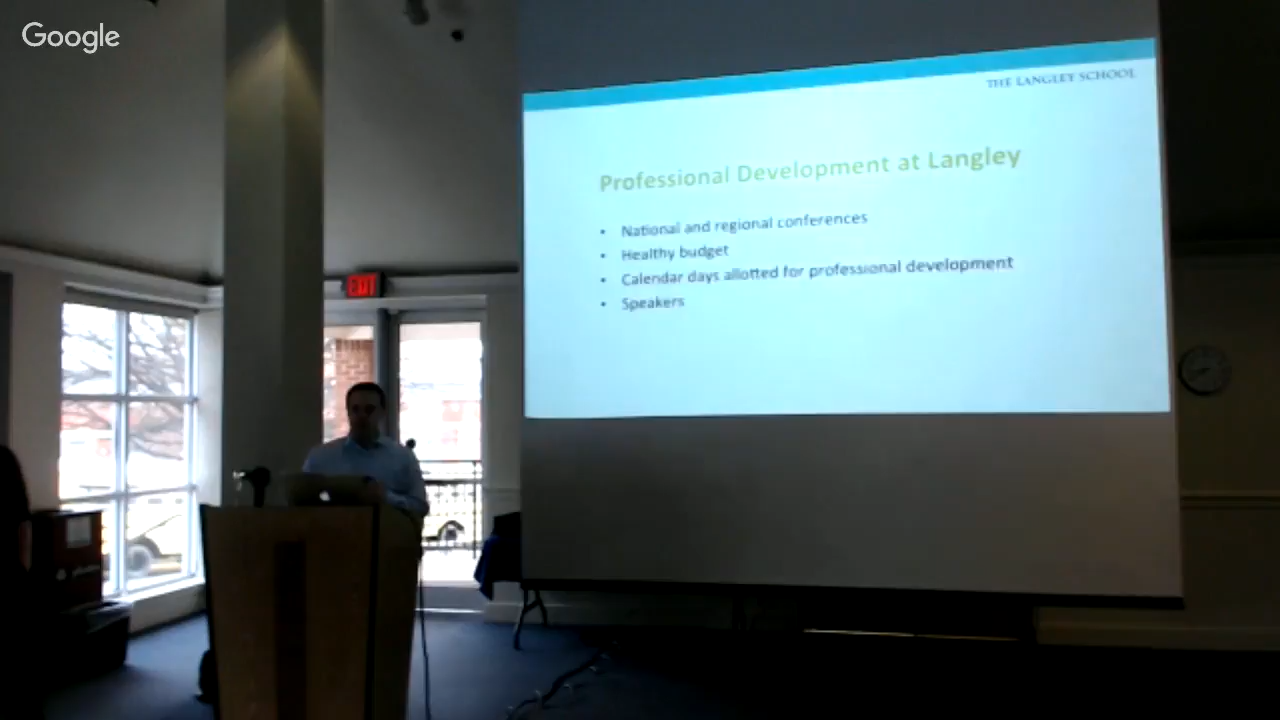 Google
THE LANGLEY SCHOOL
Professional Development at Langley
• National and regional conferences
• Healthy budget
• Calendar days allotted for professional development
• Speakers
EXIT